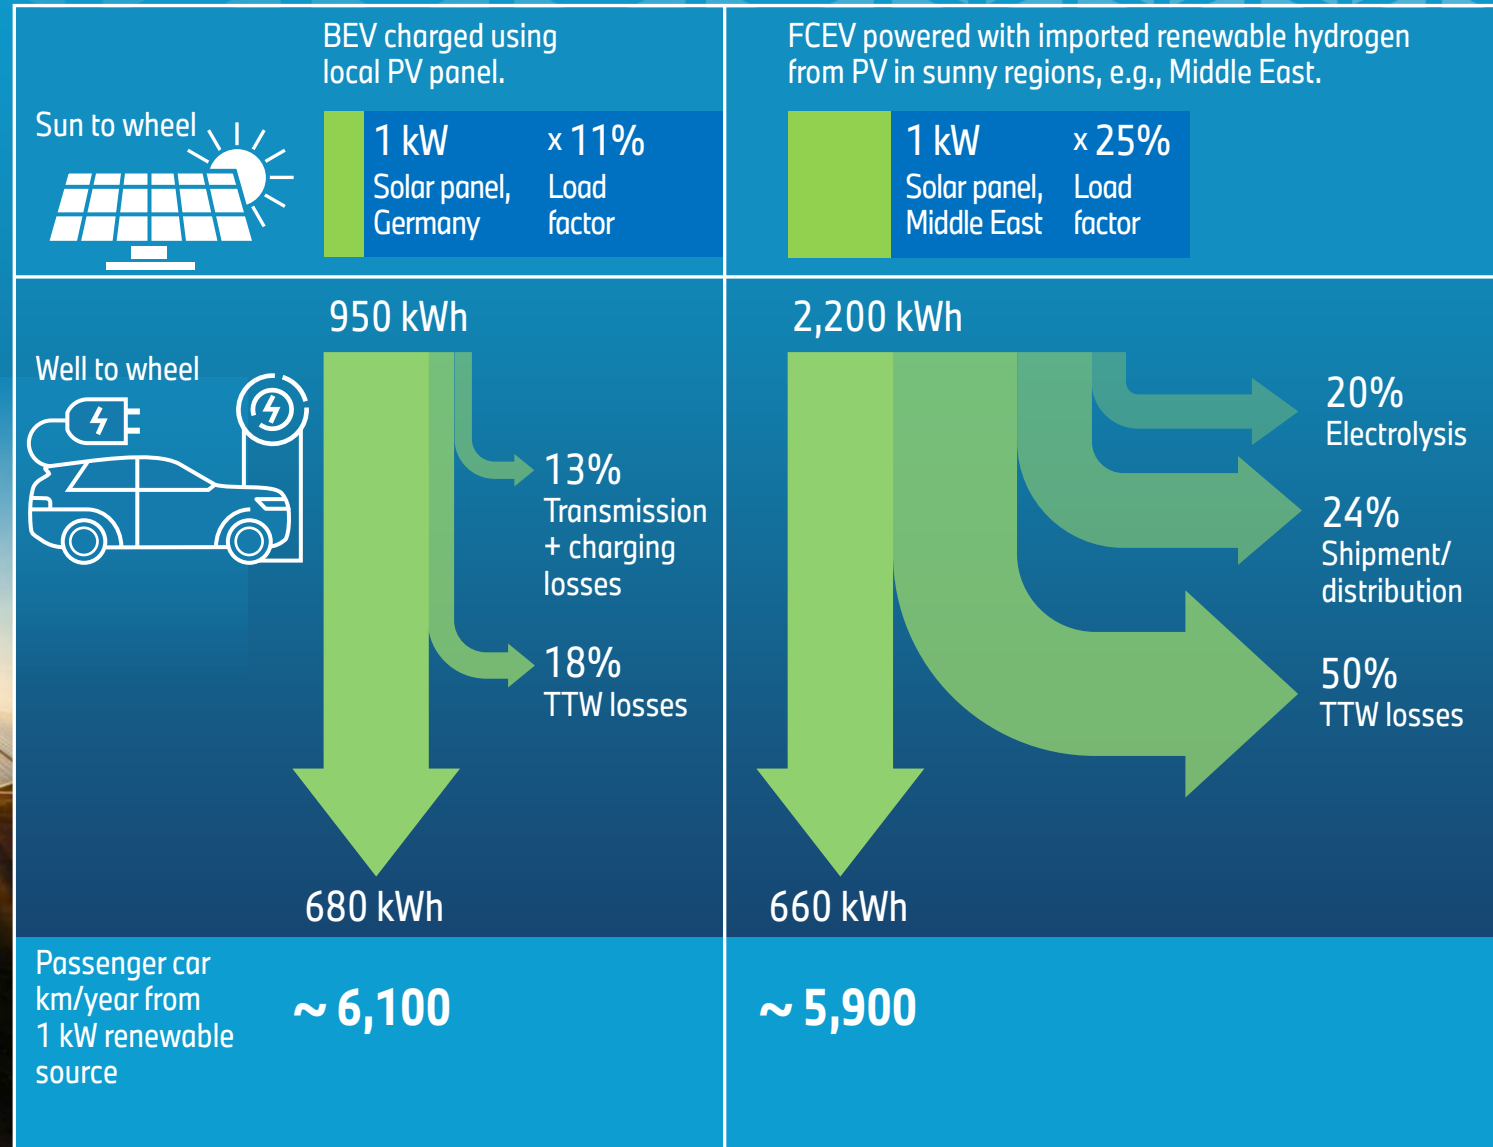 BEV charged using
local PV panel.
FCEV powered with imported renewable hydrogen
from PV in sunny regions, e.g., Middle East.
Sun to wheel
1 kW
x 11%
Solar panel,
Germany
Load
factor
1 kW
x 25%
Solar panel,
Middle East
Load
factor
Well to wheel
950 kWh
13%
Transmission
+ charging
losses
18%
TTW losses
680 kWh
2,200 kWh
20%
Electrolysis
24%
Shipment/
distribution
50%
TTW losses
660 kWh
Passenger car
km/year from
1 kW renewable
source
~ 6,100
~ 5,900